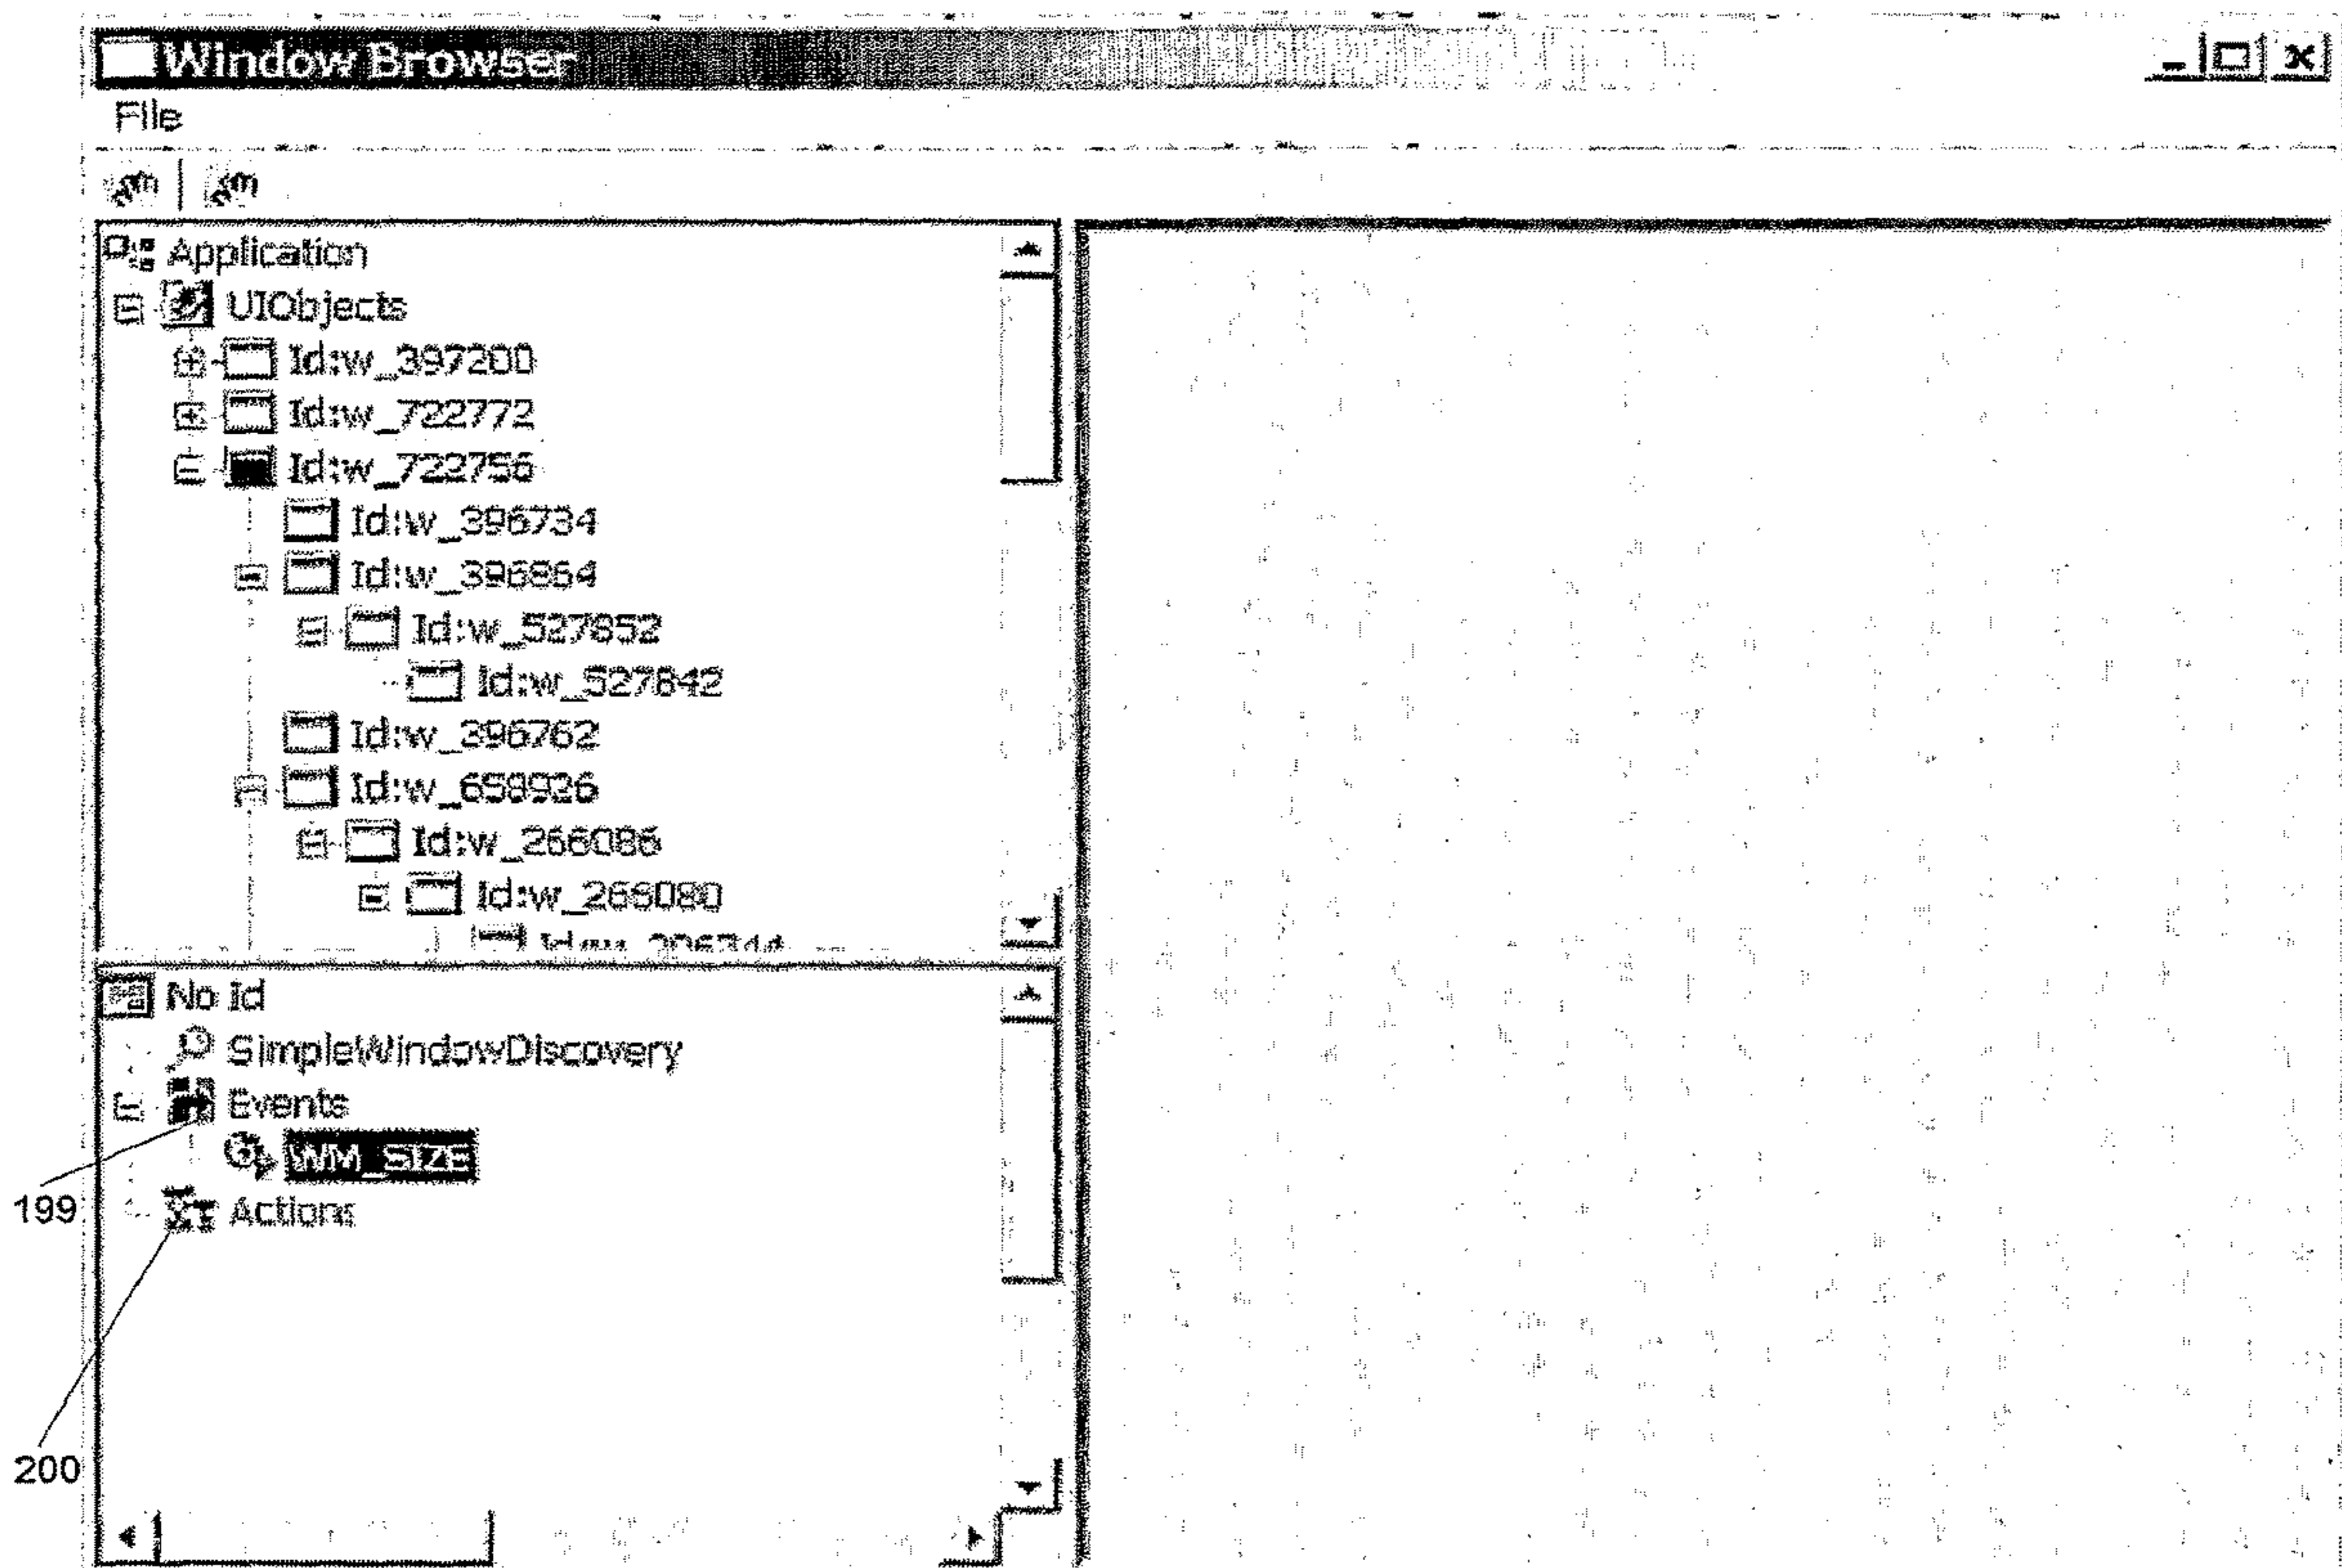 Window Browser
File
Application
UIObjects
Id:w_397200
Id:w_722772
Id:w_722756
Id:w_396734
Id:w_396864
Id:w_527852
Id:w_527842
Id:w_396762
Id:w_658926
Id:w_266086
Id:w_266080
No Id
SimpleWindowDiscovery
Events
WM_SIZE
199
Actions
200